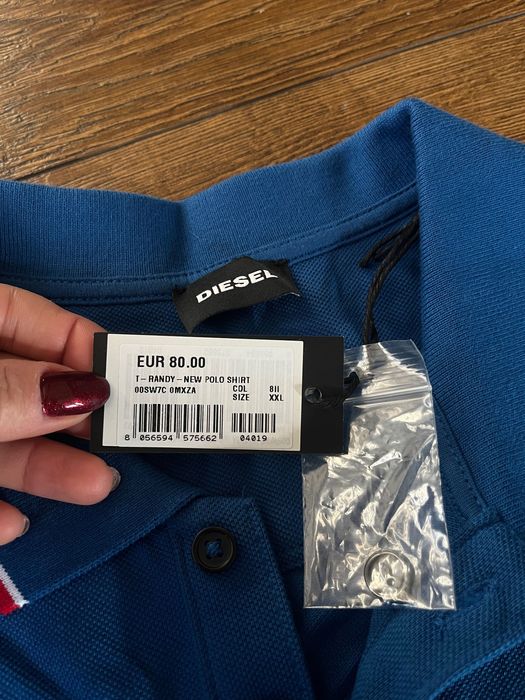 DIESEL
EUR 80.00
T-RANDY-NEW POLO SHIRT
00SW7C 0MXZA COL 8II
SIZE XXL
8 056594 575662 04019